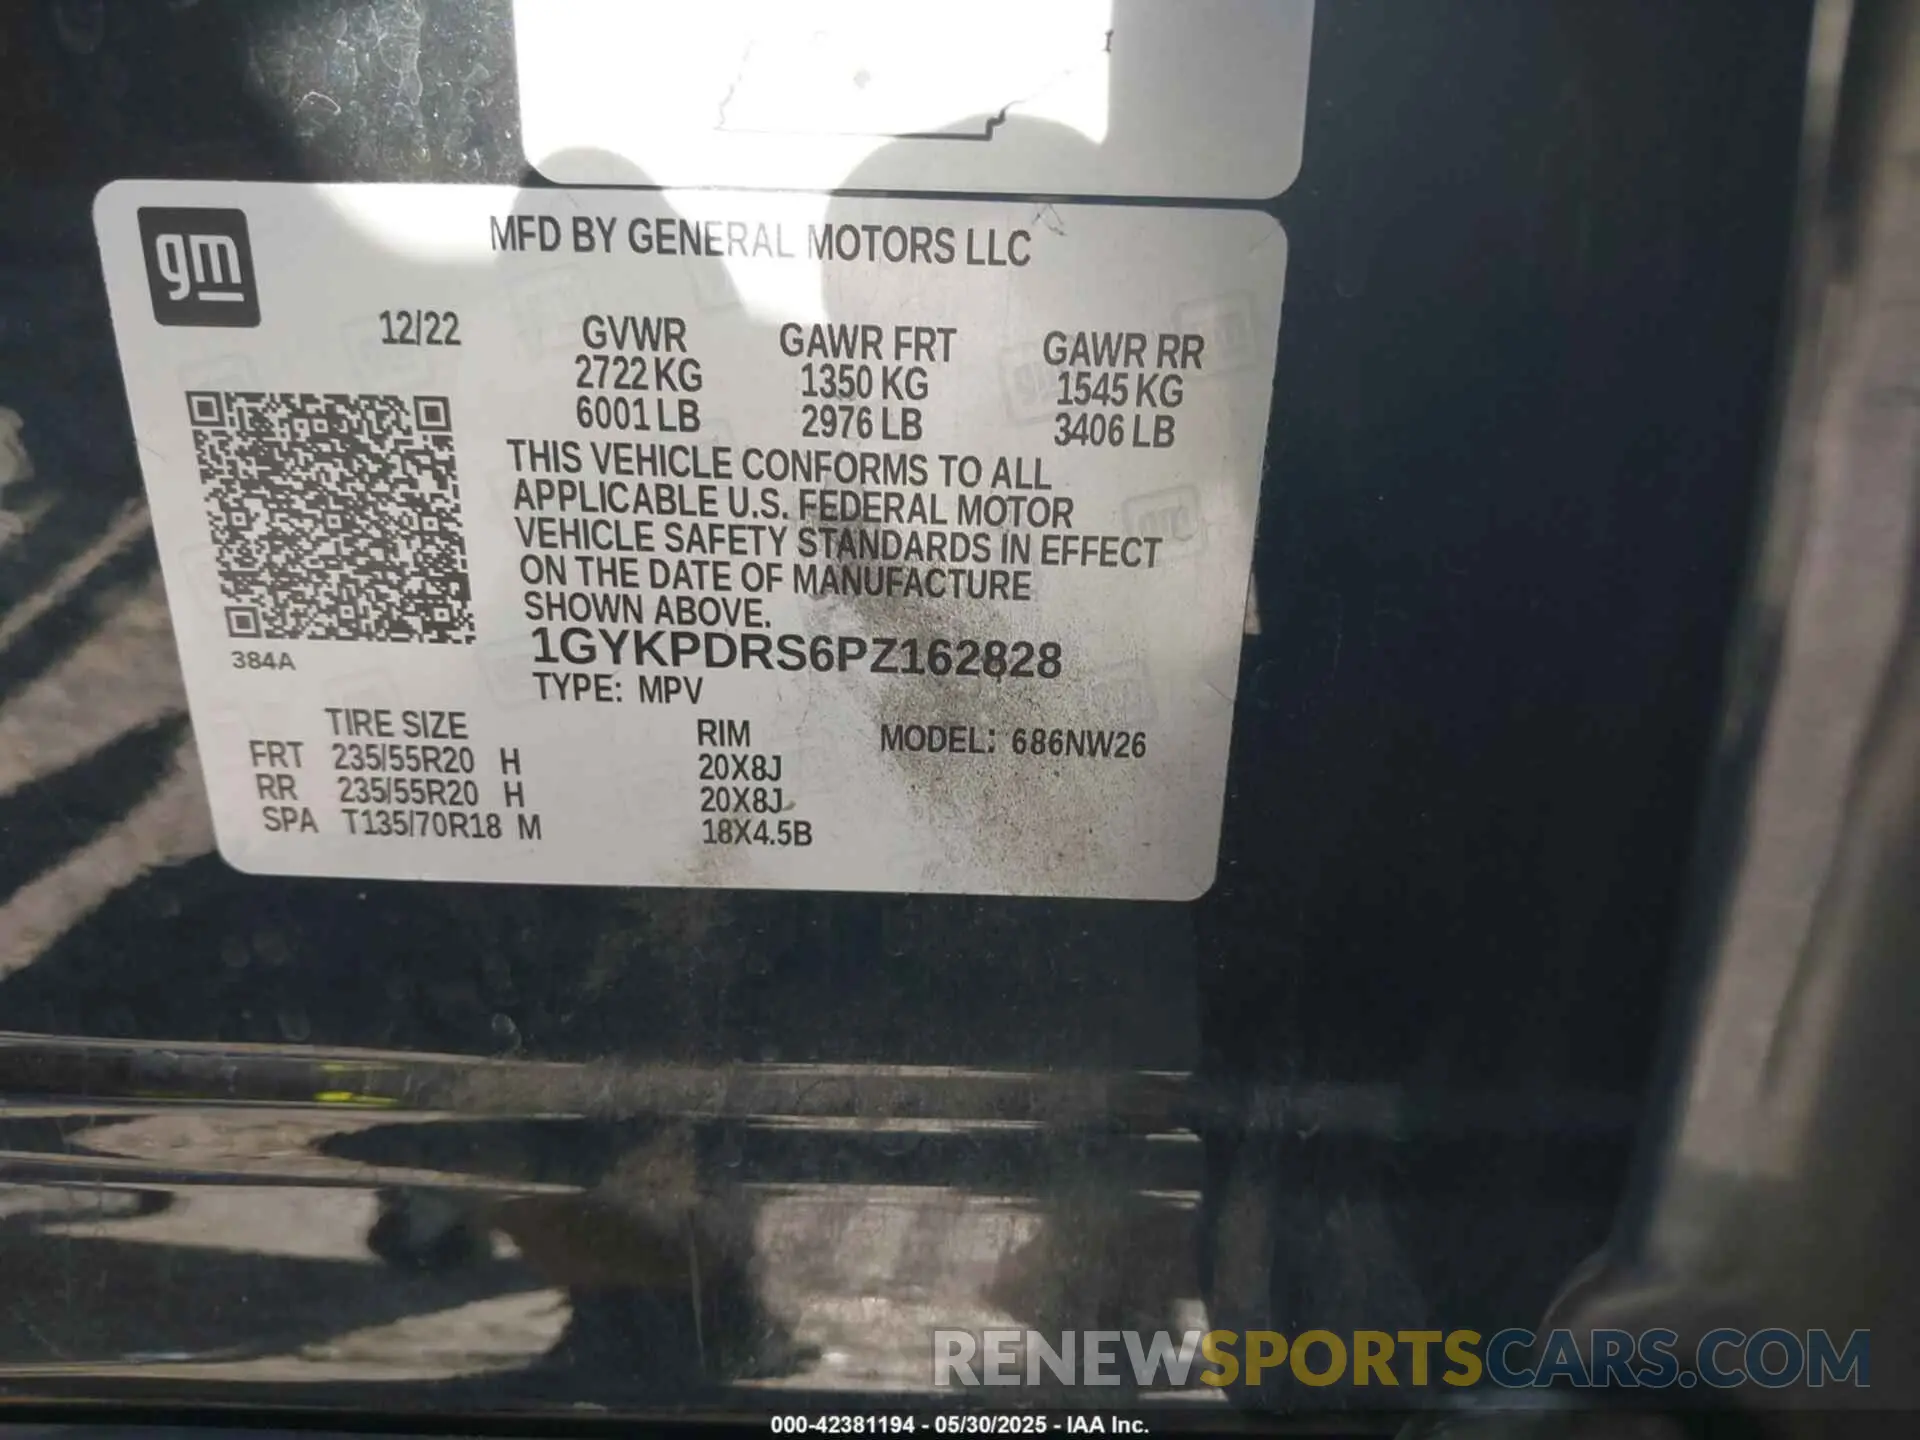 gm
MFD BY GENERAL MOTORS LLC
12/22
GVWR
2722 KG
6001 LB
GAWR FRT
1350 KG
2976 LB
GAWR RR
1545 KG
3406 LB
THIS VEHICLE CONFORMS TO ALL
APPLICABLE U.S. FEDERAL MOTOR
VEHICLE SAFETY STANDARDS IN EFFECT
ON THE DATE OF MANUFACTURE
SHOWN ABOVE.
1GYKPDRS6PZ162828
384A
TYPE: MPV
TIRE SIZE
RIM
MODEL: 686NW26
FRT 235/55R20 H 20X8J
RR 235/55R20 H 20X8J
SPA T135/70R18 M 18X4.5B
RENEWSPORTSCARS.COM
000-42381194 - 05/30/2025 - IAA Inc.